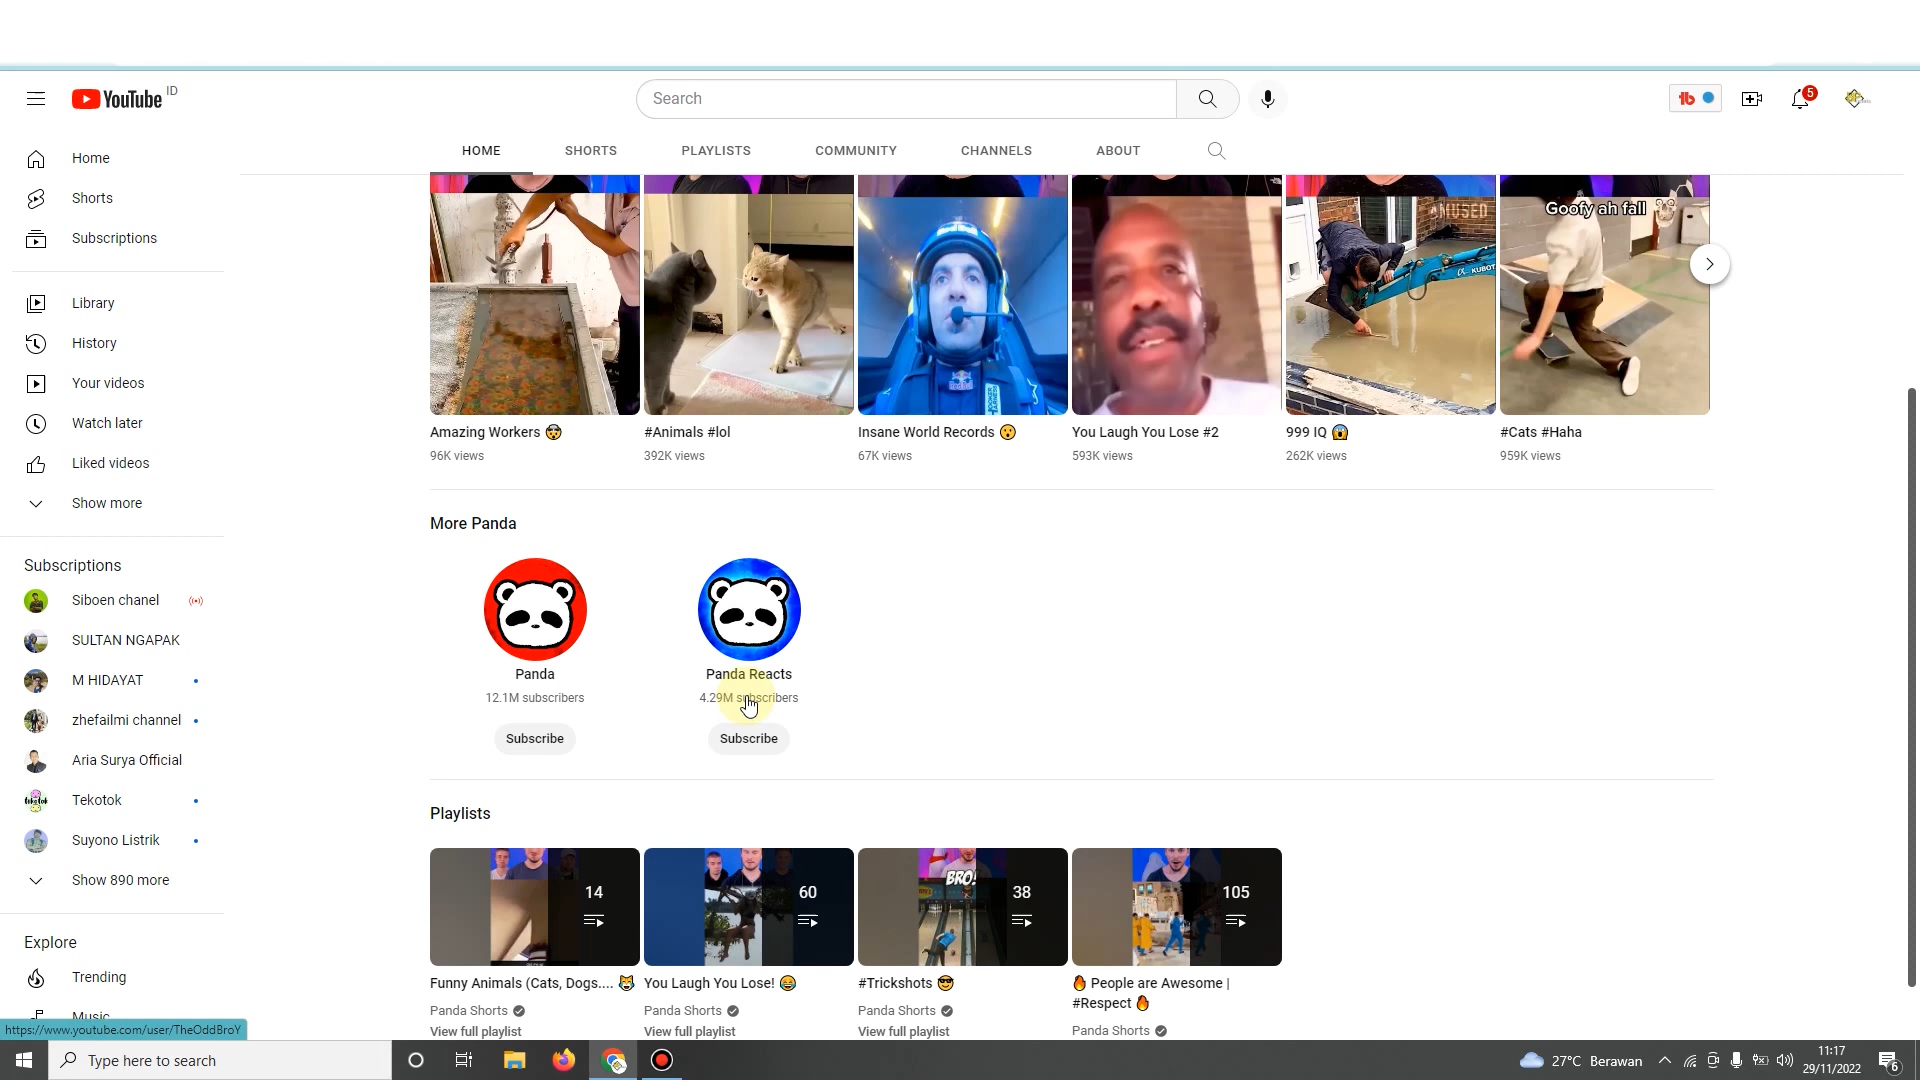 YouTube ID
Search
5
HOME
SHORTS
PLAYLISTS
COMMUNITY
CHANNELS
ABOUT
Home
Shorts
Subscriptions
Library
History
Your videos
Watch later
Liked videos
Show more
Subscriptions
Siboen chanel
SULTAN NGAPAK
M HIDAYAT
zhefailmi channel
Aria Surya Official
Tekotok
Suyono Listrik
Show 890 more
Explore
Trending
Music
AMUSED
KUBOT
Goofy ah fall
Amazing Workers 🤯
96K views
#Animals #lol
392K views
Insane World Records 😮
67K views
You Laugh You Lose #2
593K views
999 IQ 😱
262K views
#Cats #Haha
959K views
More Panda
Panda
12.1M subscribers
Subscribe
Panda Reacts
4.29M subscribers
Subscribe
Playlists
14
Funny Animals (Cats, Dogs.... 😹
Panda Shorts
View full playlist
60
You Laugh You Lose! 😂
Panda Shorts
View full playlist
BRO!
38
#Trickshots 😎
Panda Shorts
View full playlist
105
🔥 People are Awesome |
#Respect 🔥
Panda Shorts
https://www.youtube.com/user/TheOddBroY
Type here to search
27°C Berawan
11:17
29/11/2022
6